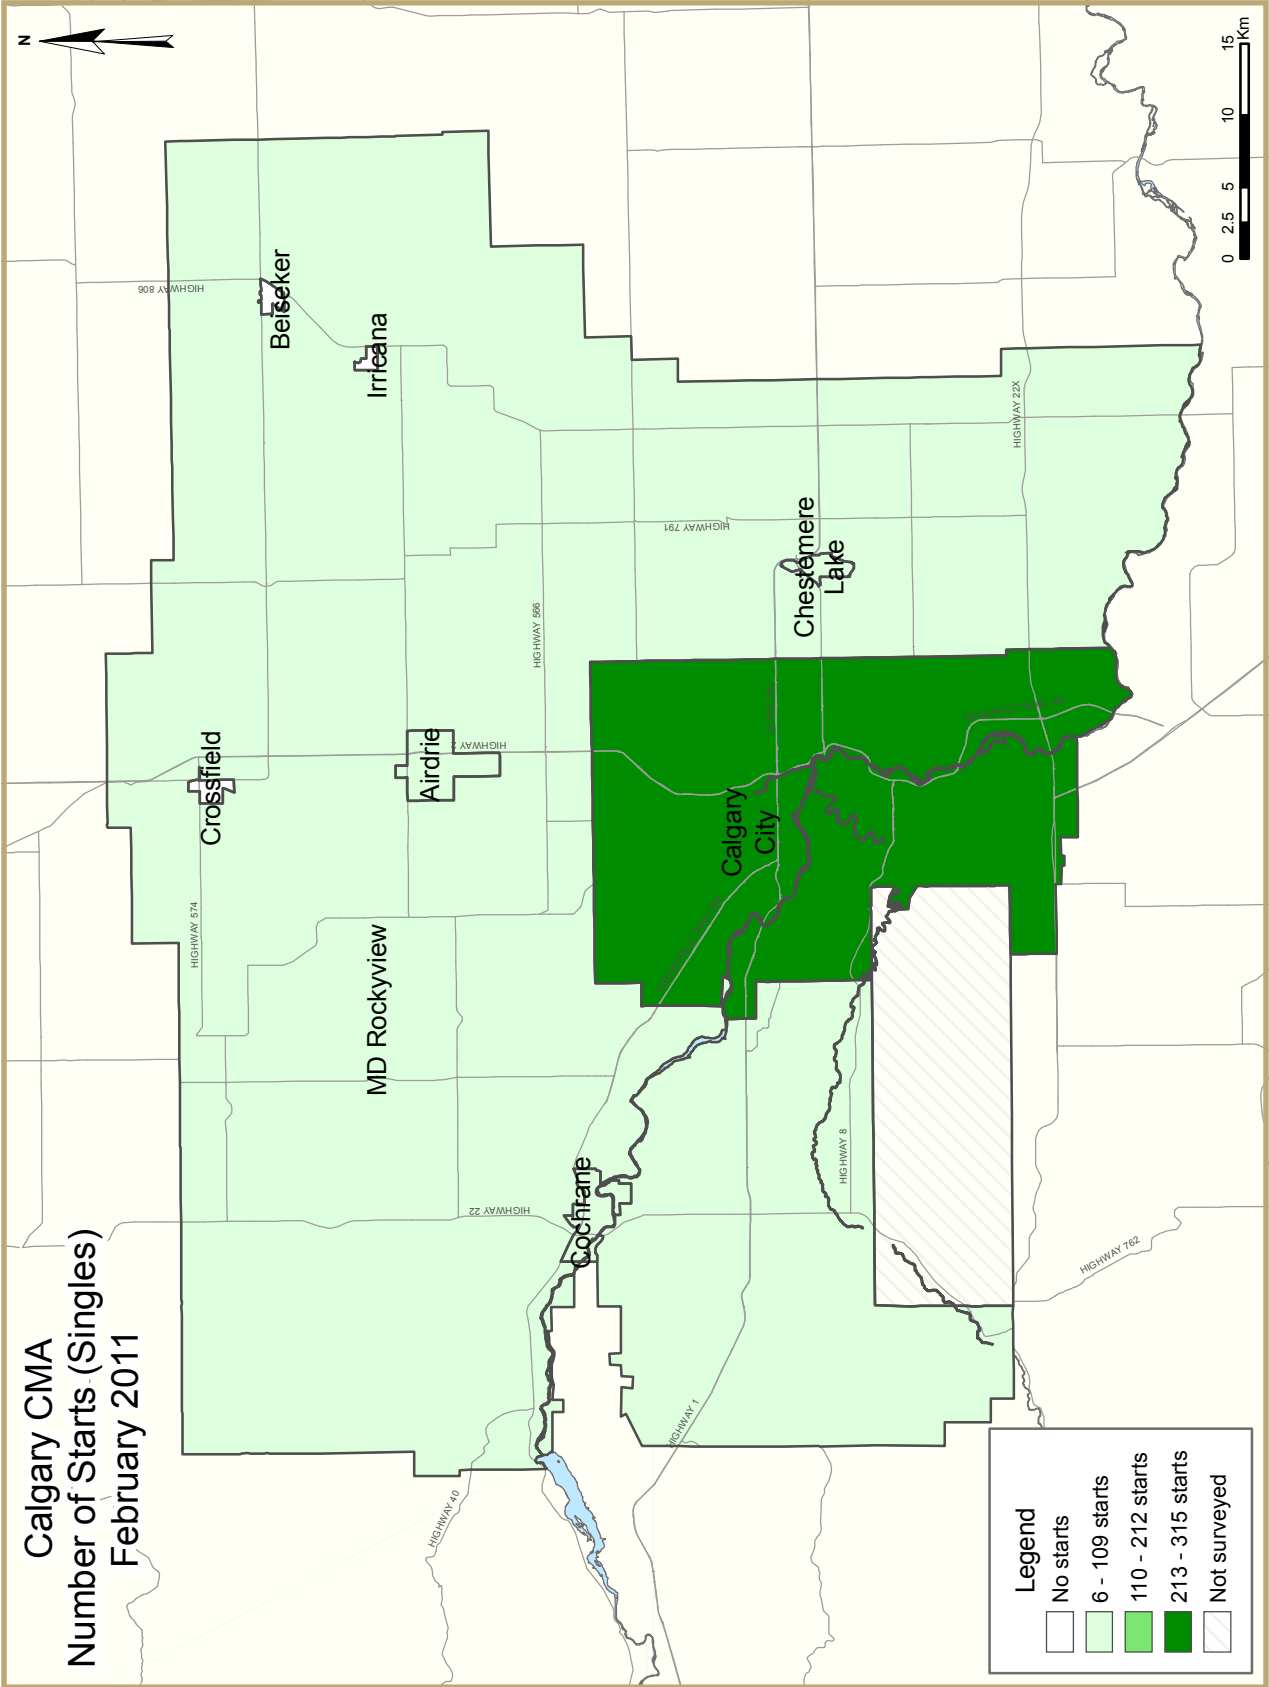 Calgary CMA
Number of Starts (Singles)
February 2011
N
HIGHWAY 806
Beiseker
Irricana
Crossfield
HIGHWAY 574
Airdrie
HIGHWAY 2
HIGHWAY 566
HIGHWAY 791
MD Rockyview
HIGHWAY 22
Cochrane
HIGHWAY 40
HIGHWAY 1
Calgary
City
Chestemere
Lake
HIGHWAY 22X
HIGHWAY 8
HIGHWAY 762
Legend
No starts
6 - 109 starts
110 - 212 starts
213 - 315 starts
Not surveyed
0 2.5 5 10 15
Km